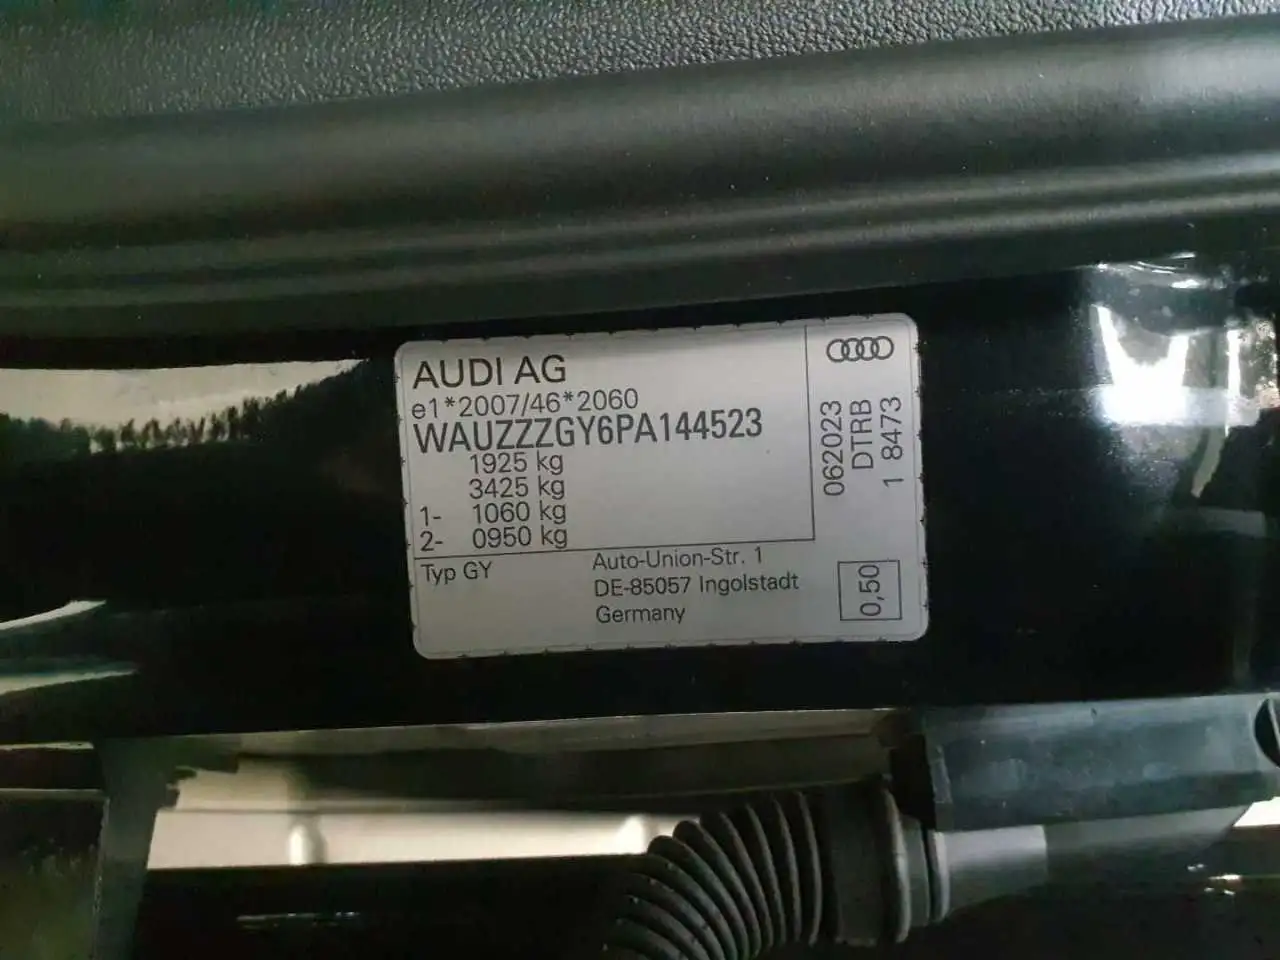 AUDI AG
e1*2007/46*2060
WAUZZZGY6PA144523
1925 kg
3425 kg
1- 1060 kg
2- 0950 kg
Typ GY
Auto-Union-Str. 1
DE-85057 Ingolstadt
Germany
062023
DTRB
1 8473
0,50